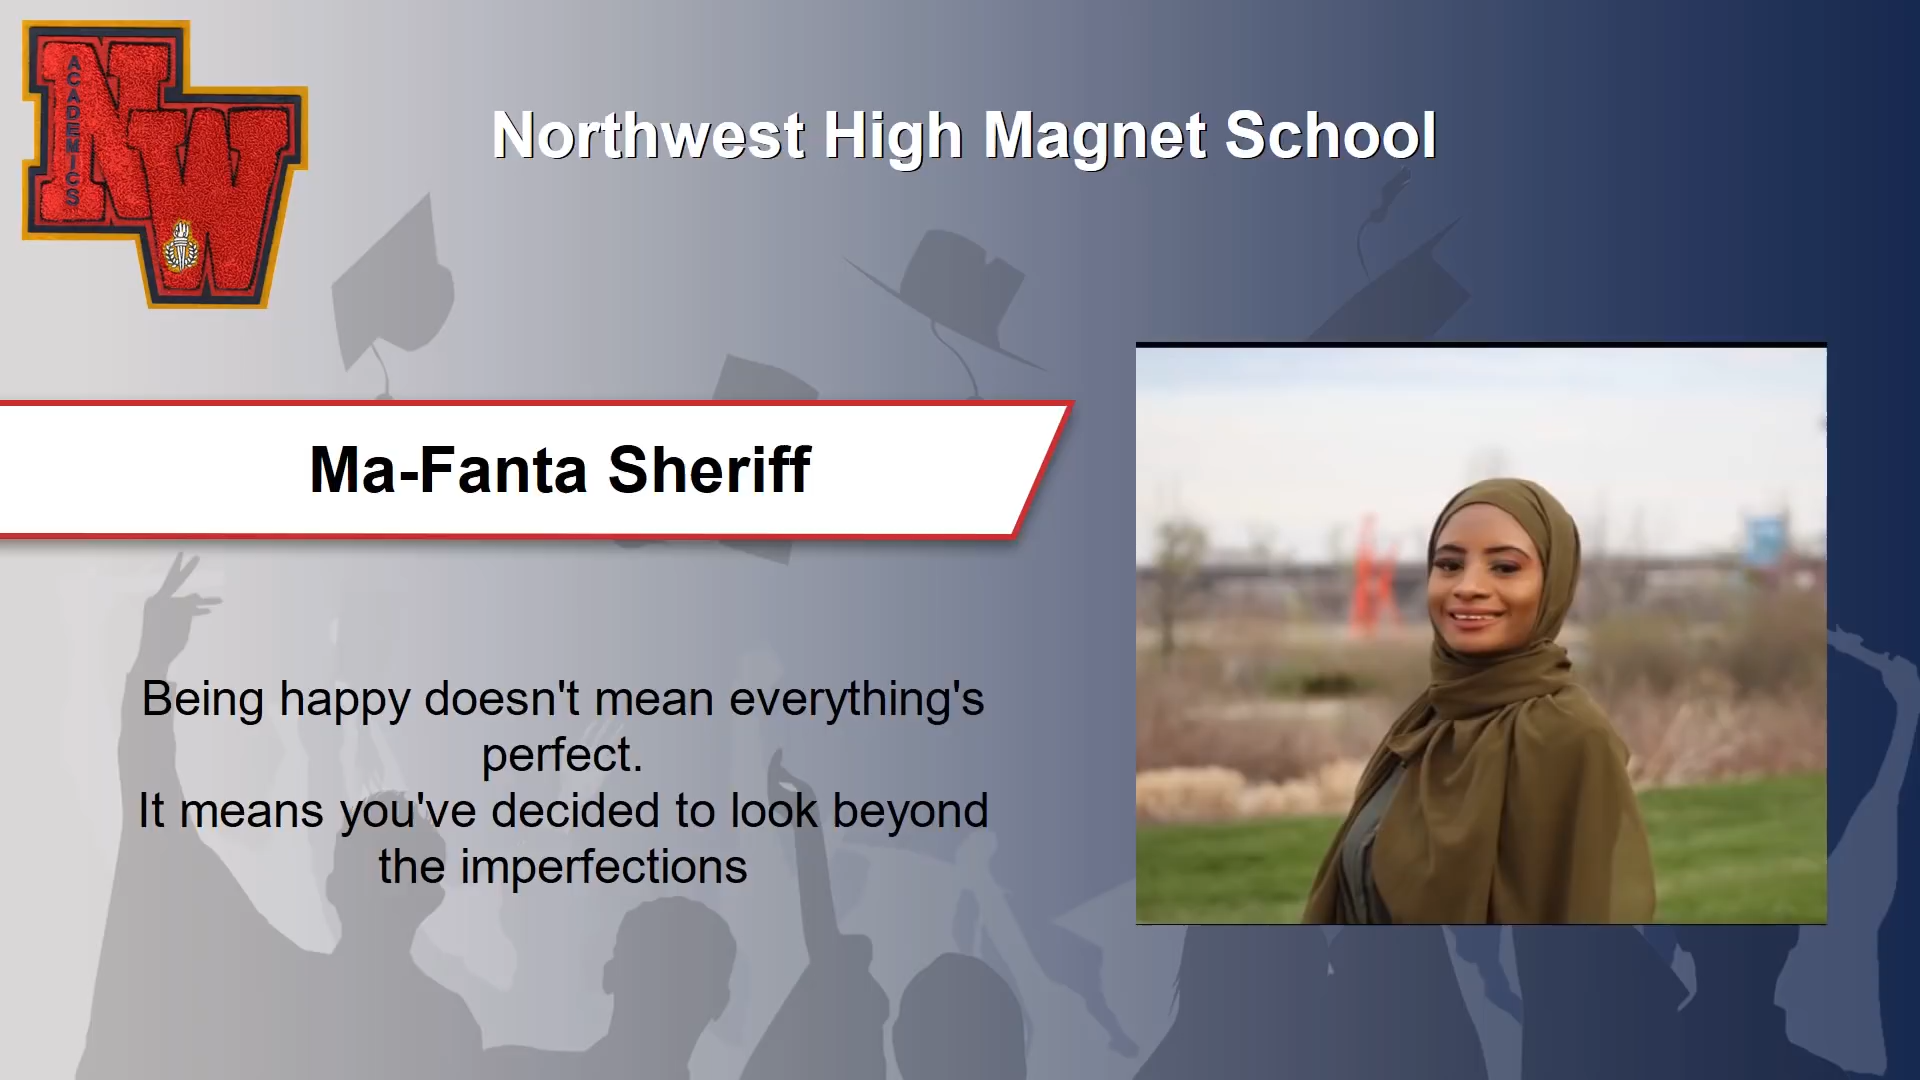 ACADEMICS
NW
Northwest High Magnet School
Ma-Fanta Sheriff
Being happy doesn't mean everything's
perfect.
It means you've decided to look beyond
the imperfections